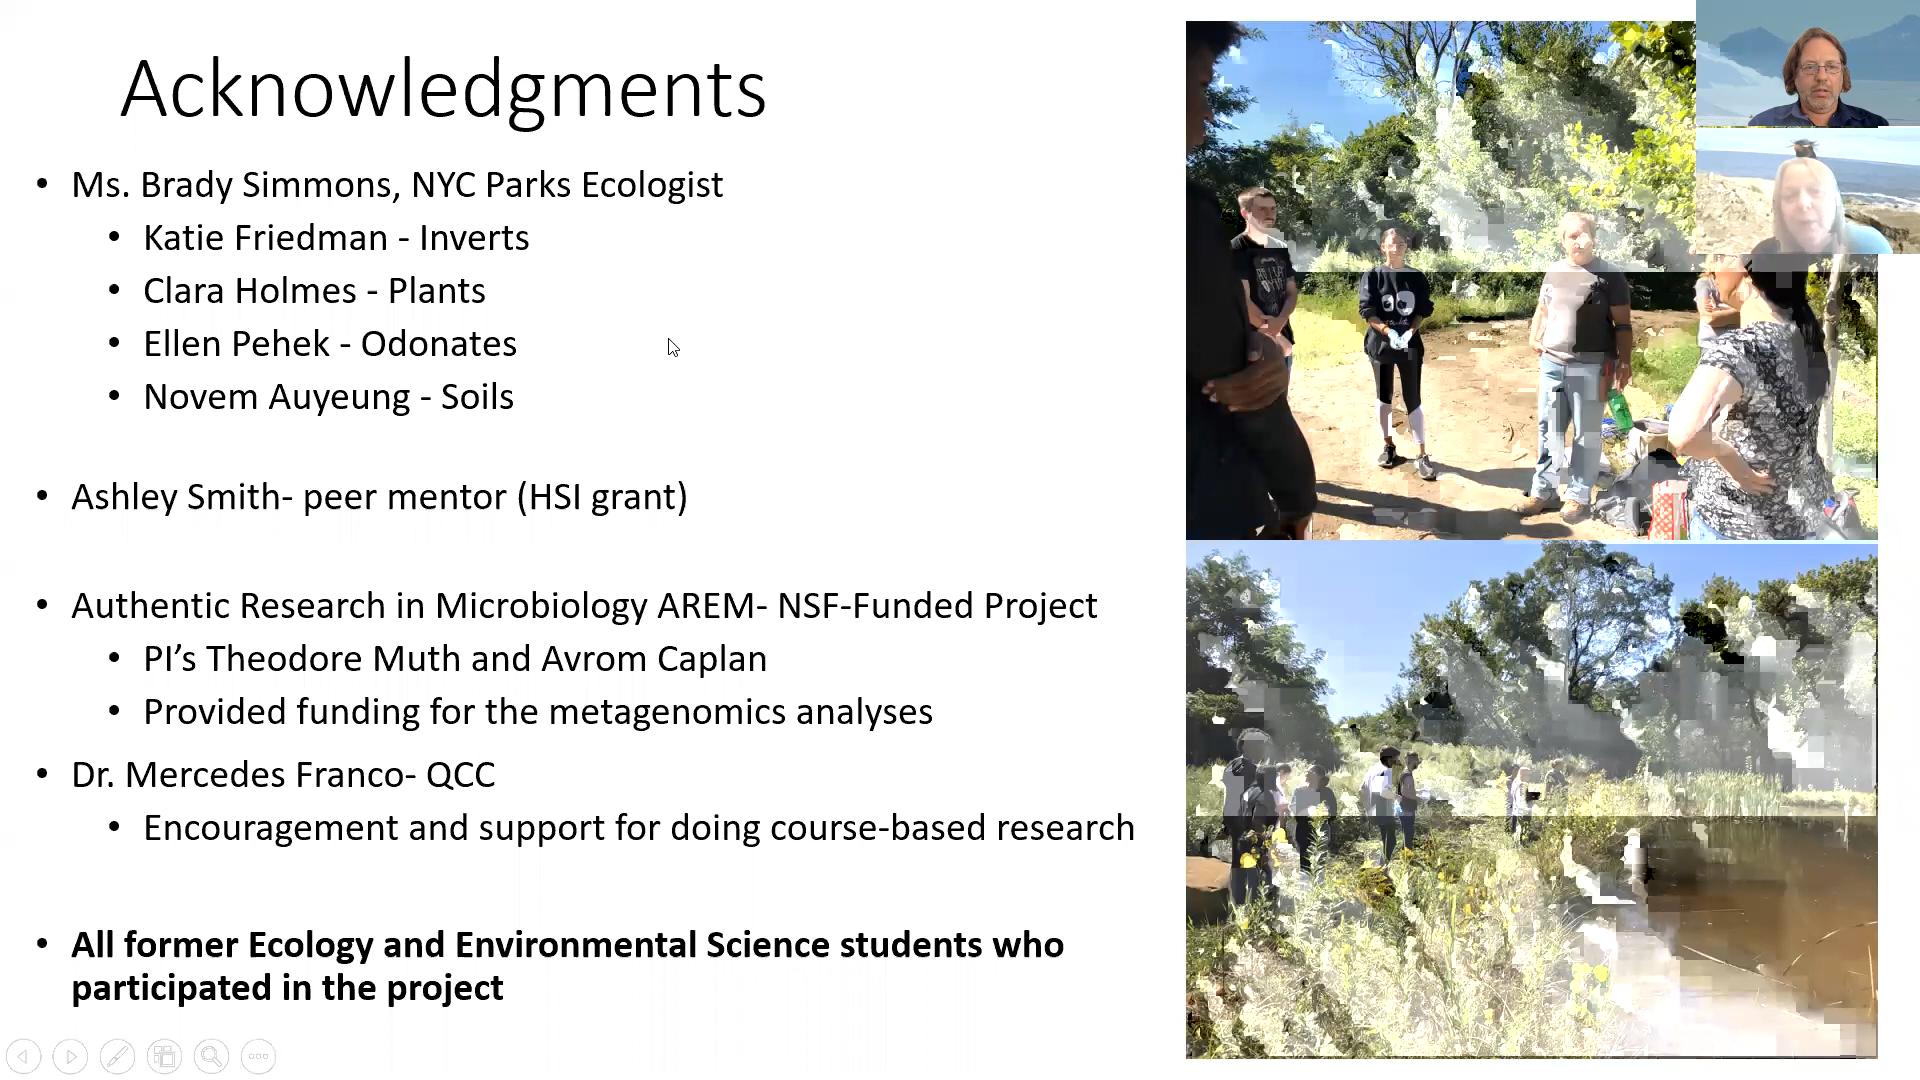 Acknowledgments
• Ms. Brady Simmons, NYC Parks Ecologist
• Katie Friedman - Inverts
• Clara Holmes - Plants
• Ellen Pehek - Odonates
• Novem Auyeung - Soils
• Ashley Smith- peer mentor (HSI grant)
• Authentic Research in Microbiology AREM- NSF-Funded Project
• PI’s Theodore Muth and Avrom Caplan
• Provided funding for the metagenomics analyses
• Dr. Mercedes Franco- QCC
• Encouragement and support for doing course-based research
• All former Ecology and Environmental Science students who
participated in the project